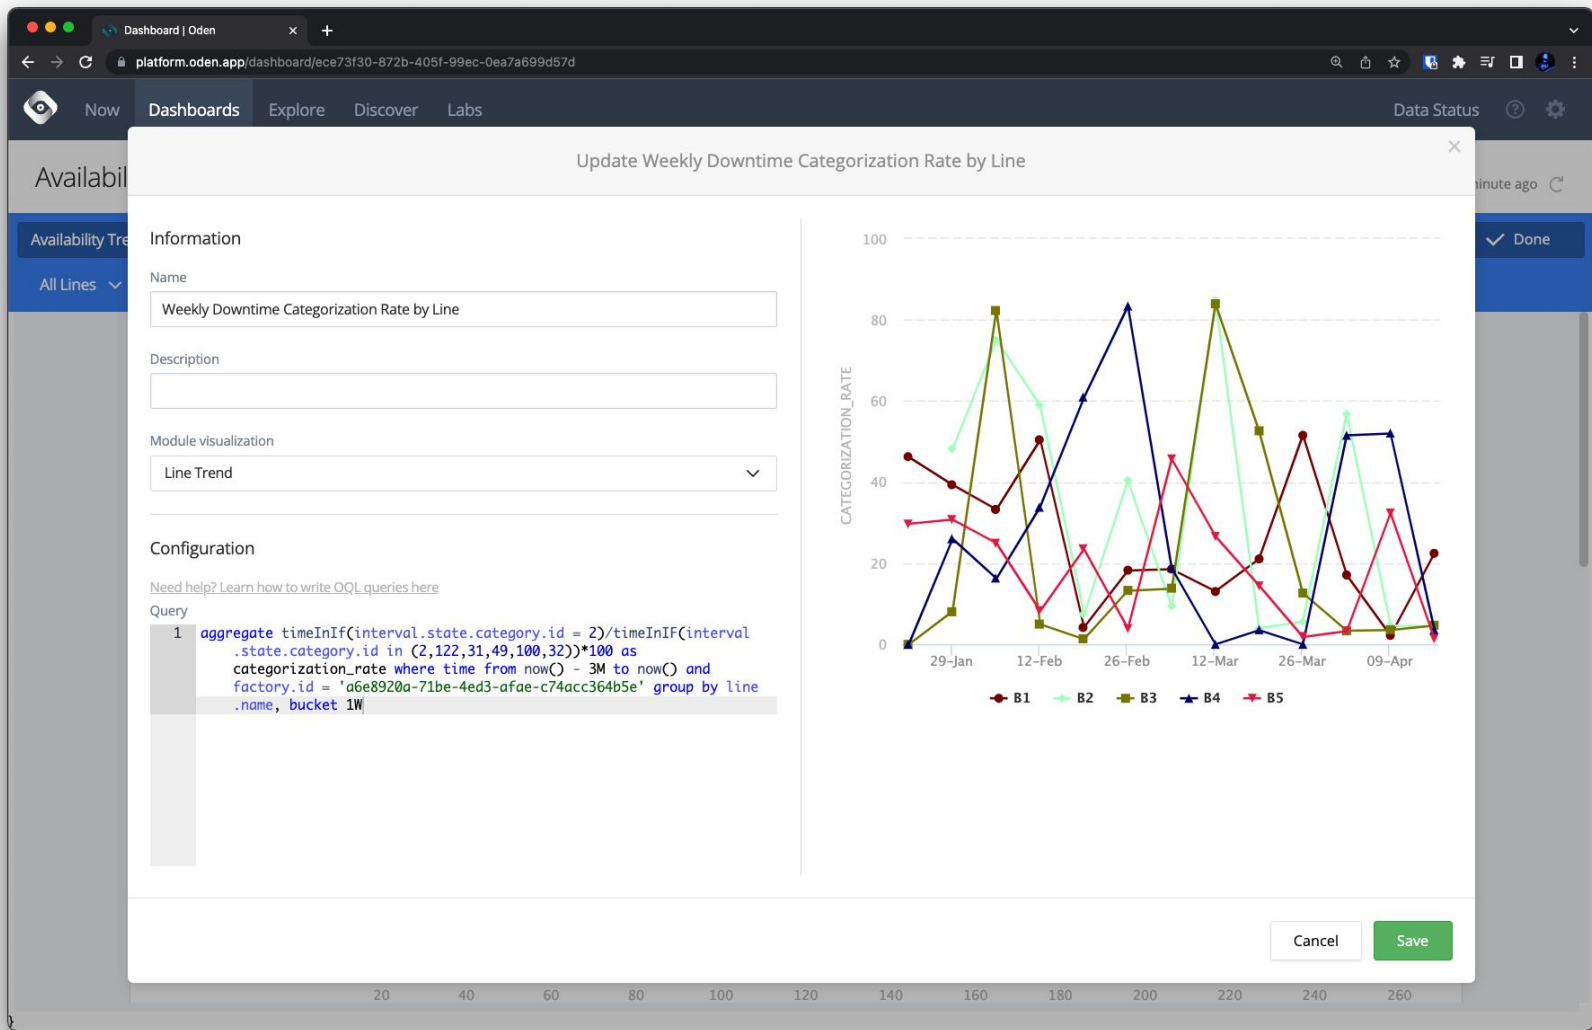 Dashboard | Oden
platform.oden.app/dashboard/ece73f30-872b-405f-99ec-0ea7a699d57d
Now Dashboards Explore Discover Labs Data Status
Update Weekly Downtime Categorization Rate by Line
Availabil
inute ago
Availability Tre
Done
All Lines
Information
Name
Weekly Downtime Categorization Rate by Line
Description
Module visualization
Line Trend
Configuration
Need help? Learn how to write OQL queries here
Query
1 aggregate timeInIf(interval.state.category.id = 2)/timeInIF(interval
.state.category.id in (2,122,31,49,100,32))*100 as
categorization_rate where time from now() - 3M to now() and
factory.id = 'a6e8920a-71be-4ed3-afae-c74acc364b5e' group by line
.name, bucket 1W
CATEGORIZATION_RATE
100
80
60
40
20
0
29-Jan 12-Feb 26-Feb 12-Mar 26-Mar 09-Apr
B1 B2 B3 B4 B5
Cancel Save
20 40 60 80 100 120 140 160 180 200 220 240 260
}